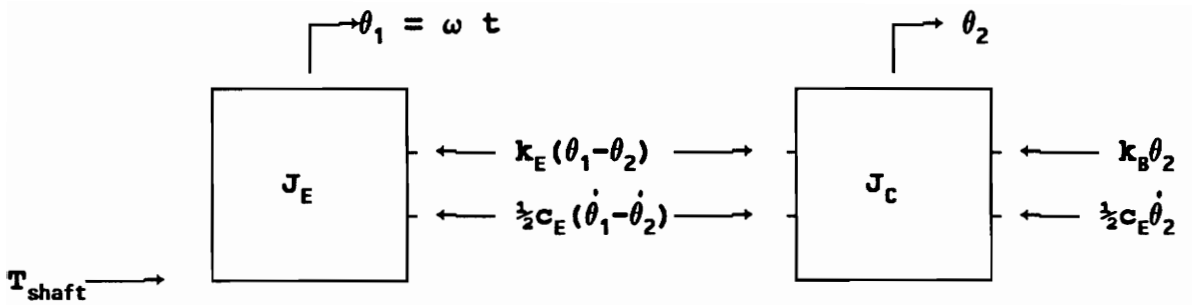 θ₁ = ω t
θ₂
k_E(θ₁-θ₂)
k_Bθ₂
J_E
J_C
½c_E(θ̇₁-θ̇₂)
½c_Eθ̇₂
T_shaft